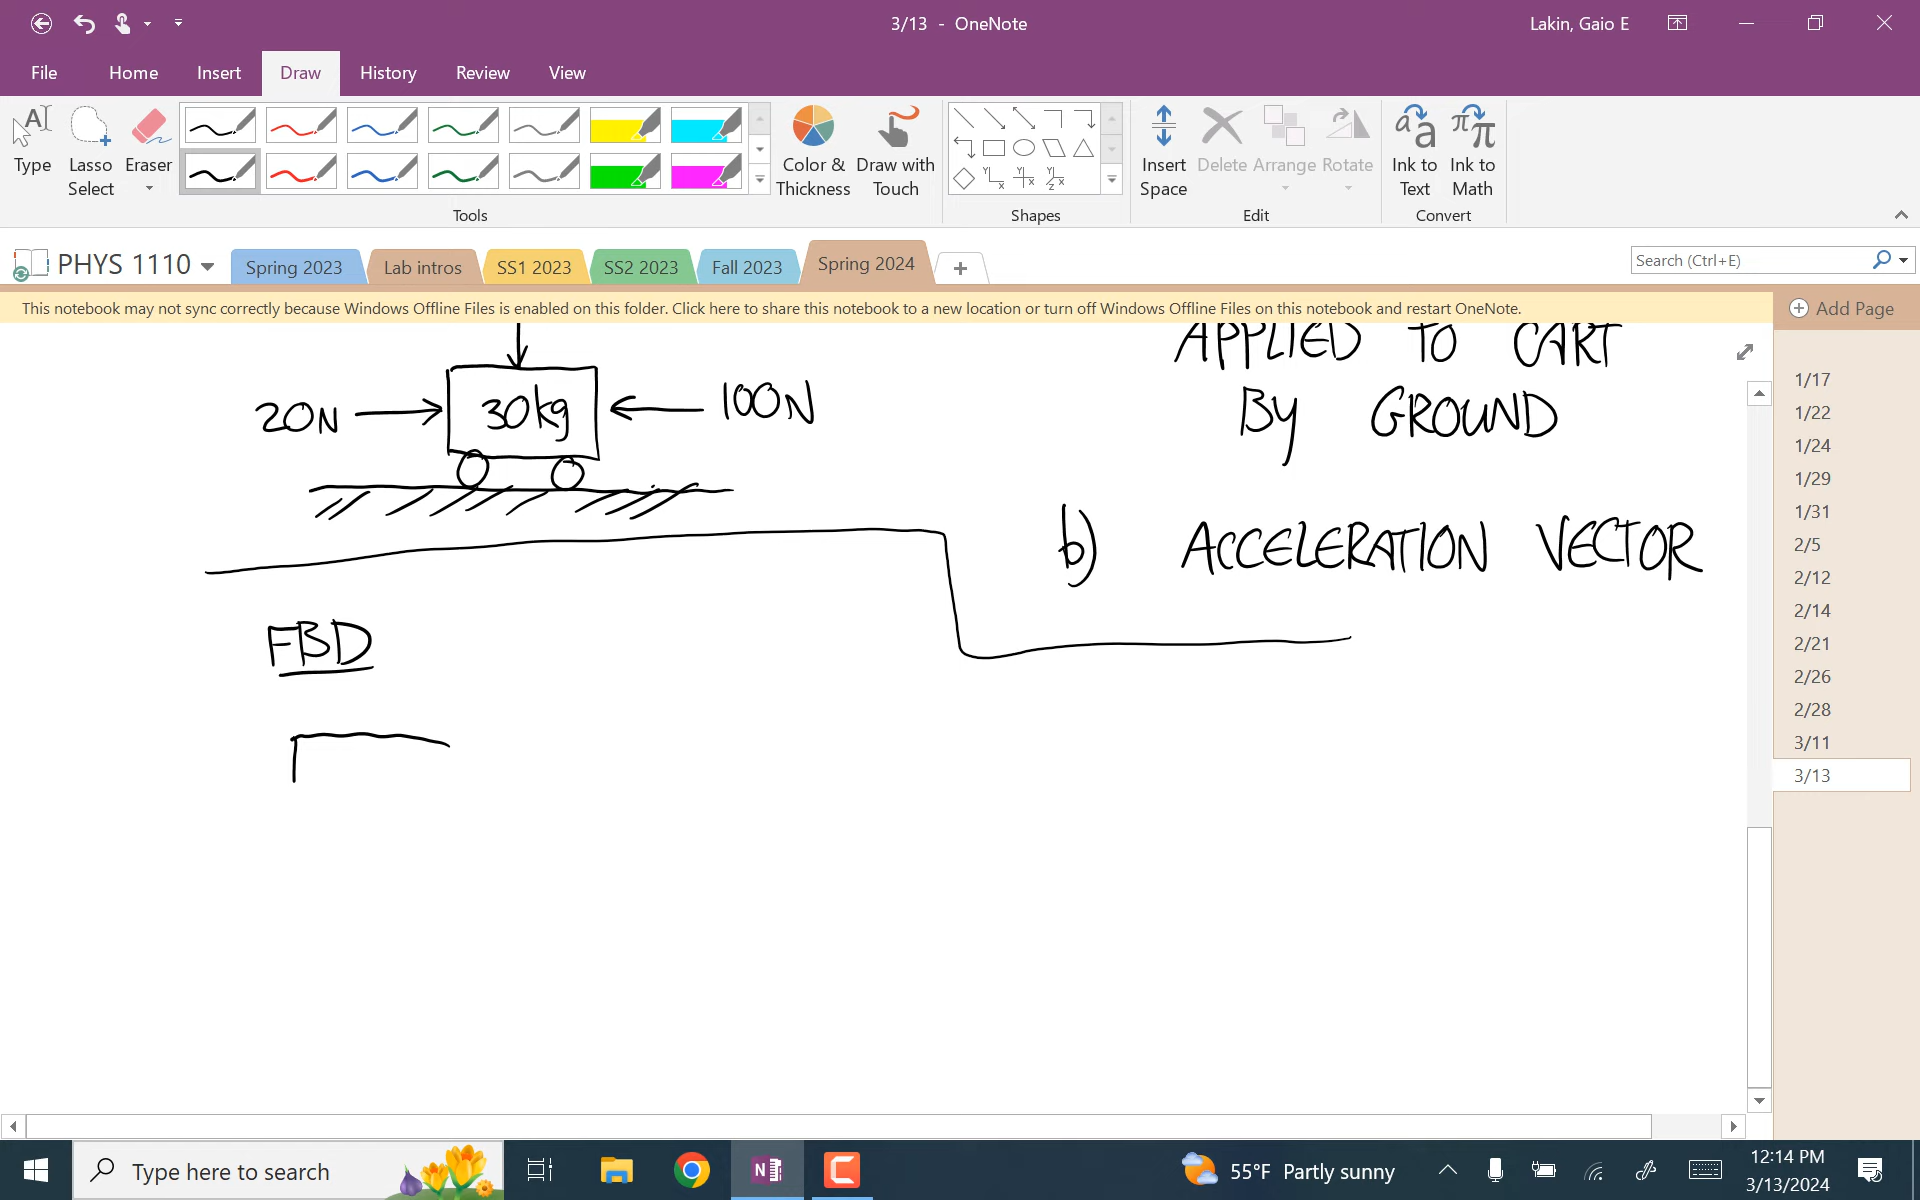 3/13 - OneNote
Lakin, Gaio E
File Home Insert Draw History Review View
Type
Lasso Select
Eraser
Color & Thickness
Draw with Touch
Insert Space
Delete
Arrange
Rotate
Ink to Text
Ink to Math
Tools
Shapes
Edit
Convert
PHYS 1110
Spring 2023
Lab intros
SS1 2023
SS2 2023
Fall 2023
Spring 2024
Search (Ctrl+E)
This notebook may not sync correctly because Windows Offline Files is enabled on this folder. Click here to share this notebook to a new location or turn off Windows Offline Files on this notebook and restart OneNote.
Add Page
1/17
1/22
1/24
1/29
1/31
2/5
2/12
2/14
2/21
2/26
2/28
3/11
3/13
APPLIED TO CART
BY GROUND
20N
30kg
100N
b) ACCELERATION VECTOR
FBD
Type here to search
55°F Partly sunny
12:14 PM
3/13/2024